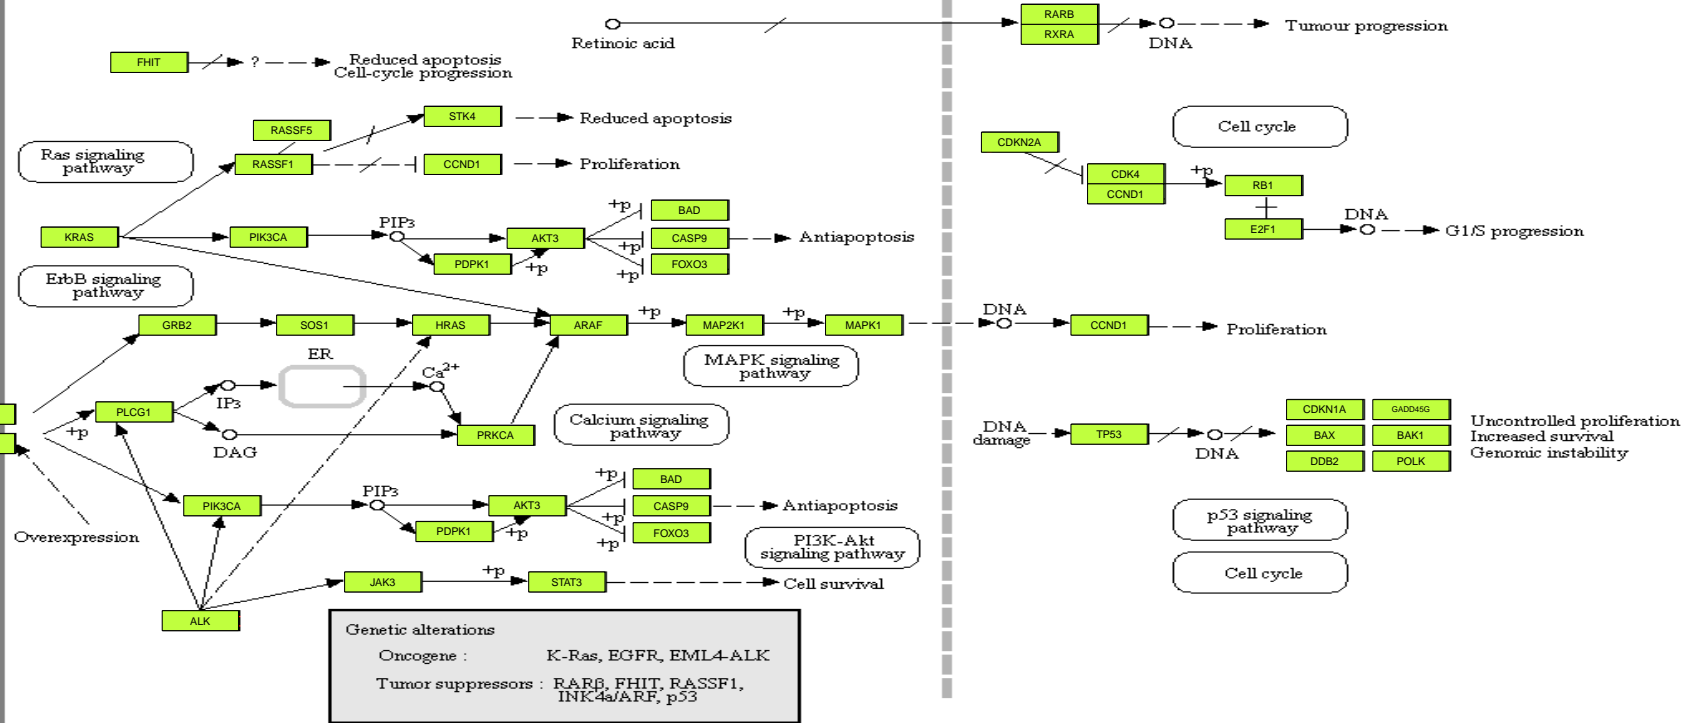 RARB
RXRA
Retinoic acid
DNA
Tumour progression
FHIT
?
Reduced apoptosis
Cell-cycle progression
RASSF5
STK4
Reduced apoptosis
Ras signaling
pathway
RASSF1
CCND1
Proliferation
KRAS
PIK3CA
PIP3
AKT3
PDPK1
+p
+p
+p
+p
BAD
CASP9
FOXO3
Antiapoptosis
ErbB signaling
pathway
GRB2
SOS1
HRAS
ARAF
+p
MAP2K1
+p
MAPK1
DNA
CCND1
Proliferation
MAPK signaling
pathway
ER
Ca2+
IP3
PLCG1
+p
DAG
PRKCA
Calcium signaling
pathway
PIK3CA
PIP3
AKT3
PDPK1
+p
+p
+p
+p
BAD
CASP9
FOXO3
Antiapoptosis
Overexpression
PI3K-Akt
signaling pathway
JAK3
+p
STAT3
Cell survival
ALK
Cell cycle
CDKN2A
CDK4
CCND1
+p
RB1
E2F1
DNA
G1/S progression
DNA
damage
TP53
DNA
CDKN1A
GADD45G
BAX
BAK1
DDB2
POLK
Uncontrolled proliferation
Increased survival
Genomic instability
p53 signaling
pathway
Cell cycle
Genetic alterations
Oncogene : K-Ras, EGFR, EML4-ALK
Tumor suppressors : RARβ, FHIT, RASSF1,
INK4a/ARF, p53